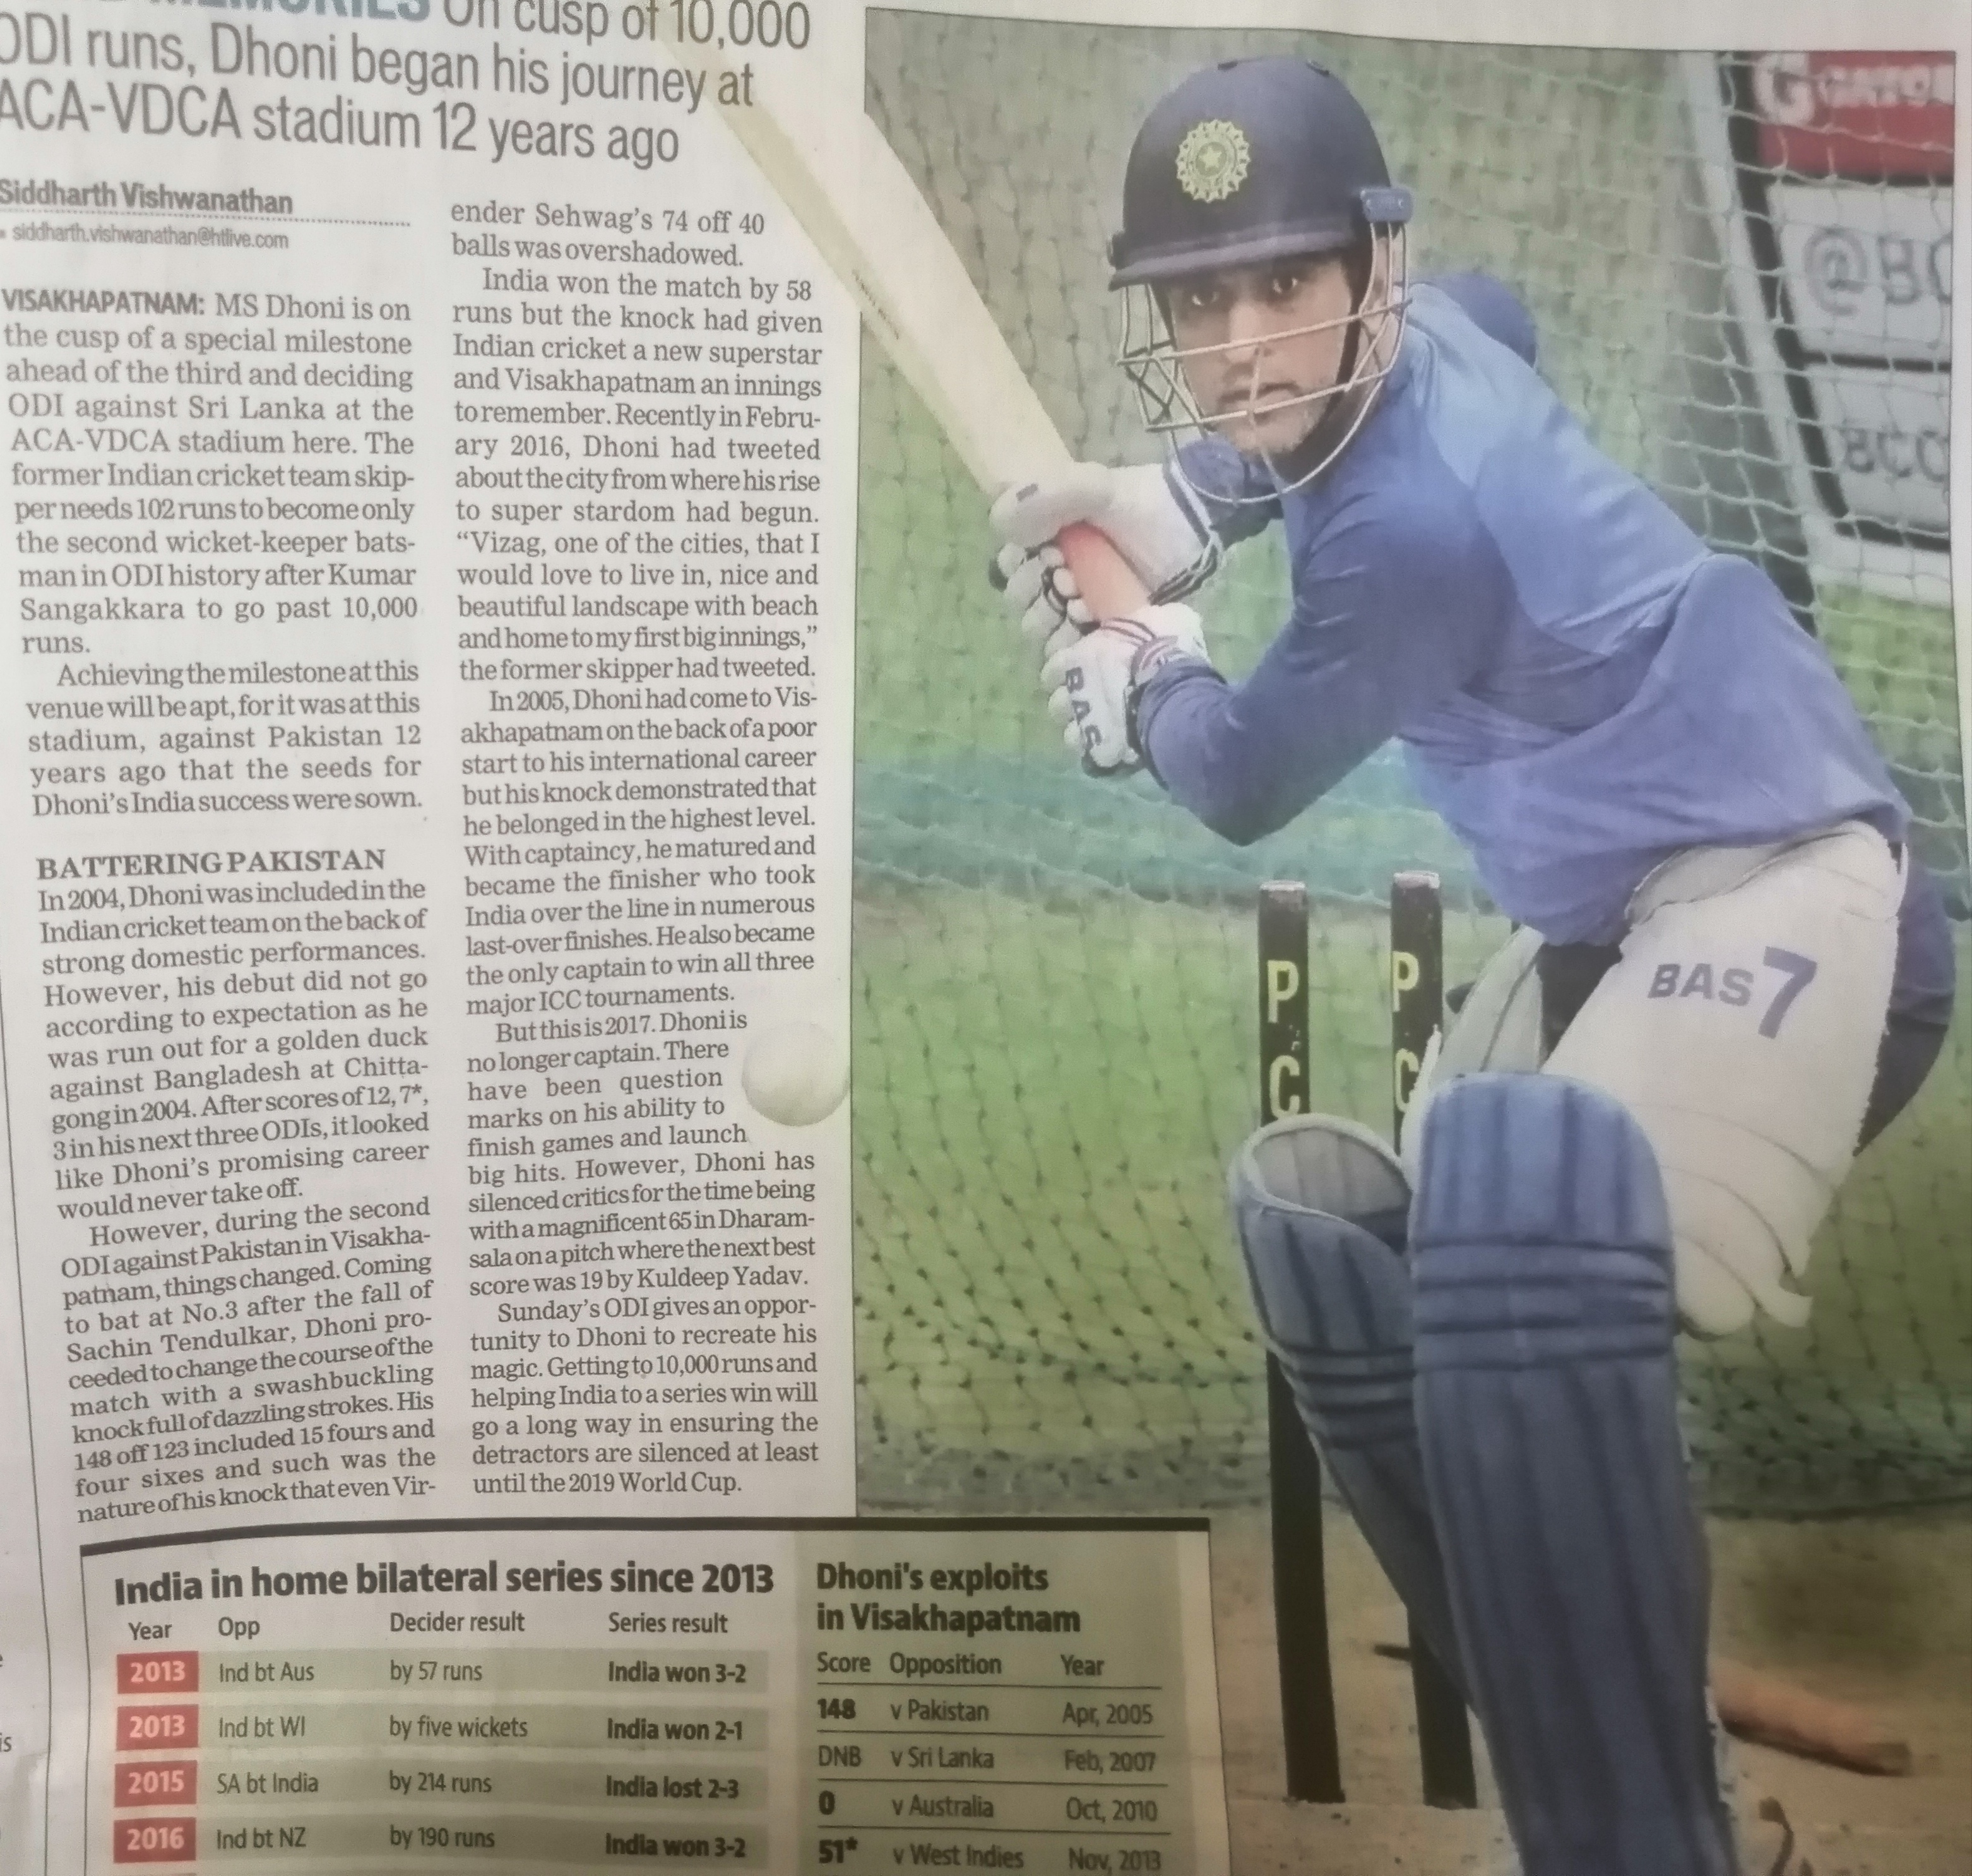 MEMORIES On cusp of 10,000
ODI runs, Dhoni began his journey at
ACA-VDCA stadium 12 years ago
Siddharth Vishwanathan
siddharth.vishwanathan@htlive.com
VISAKHAPATNAM: MS Dhoni is on
the cusp of a special milestone
ahead of the third and deciding
ODI against Sri Lanka at the
ACA-VDCA stadium here. The
former Indian cricket team skip-
per needs 102 runs to become only
the second wicket-keeper bats-
man in ODI history after Kumar
Sangakkara to go past 10,000
runs.
Achieving the milestone at this
venue will be apt, for it was at this
stadium, against Pakistan 12
years ago that the seeds for
Dhoni's India success were sown.
BATTERING PAKISTAN
In 2004, Dhoni was included in the
Indian cricket team on the back of
strong domestic performances.
However, his debut did not go
according to expectation as he
was run out for a golden duck
against Bangladesh at Chitta-
gong in 2004. After scores of 12, 7*,
3 in his next three ODIs, it looked
like Dhoni's promising career
would never take off.
However, during the second
ODI against Pakistan in Visakha-
patnam, things changed. Coming
to bat at No.3 after the fall of
Sachin Tendulkar, Dhoni pro-
ceeded to change the course of the
match with a swashbuckling
knock full of dazzling strokes. His
148 off 123 included 15 fours and
four sixes and such was the
nature of his knock that even Vir-
ender Sehwag's 74 off 40
balls was overshadowed.
India won the match by 58
runs but the knock had given
Indian cricket a new superstar
and Visakhapatnam an innings
to remember. Recently in Febru-
ary 2016, Dhoni had tweeted
about the city from where his rise
to super stardom had begun.
“Vizag, one of the cities, that I
would love to live in, nice and
beautiful landscape with beach
and home to my first big innings,”
the former skipper had tweeted.
In 2005, Dhoni had come to Vis-
akhapatnam on the back of a poor
start to his international career
but his knock demonstrated that
he belonged in the highest level.
With captaincy, he matured and
became the finisher who took
India over the line in numerous
last-over finishes. He also became
the only captain to win all three
major ICC tournaments.
But this is 2017. Dhoni is
no longer captain. There
have been question
marks on his ability to
finish games and launch
big hits. However, Dhoni has
silenced critics for the time being
with a magnificent 65 in Dharam-
sala on a pitch where the next best
score was 19 by Kuldeep Yadav.
Sunday's ODI gives an oppor-
tunity to Dhoni to recreate his
magic. Getting to 10,000 runs and
helping India to a series win will
go a long way in ensuring the
detractors are silenced at least
until the 2019 World Cup.
India in home bilateral series since 2013
Year Opp Decider result Series result
2013 Ind bt Aus by 57 runs India won 3-2
2013 Ind bt WI by five wickets India won 2-1
2015 SA bt India by 214 runs India lost 2-3
2016 Ind bt NZ by 190 runs India won 3-2
Dhoni's exploits
in Visakhapatnam
Score Opposition Year
148 v Pakistan Apr, 2005
DNB v Sri Lanka Feb, 2007
0 v Australia Oct, 2010
51* v West Indies Nov, 2013
@BC
BCC
BAS
BAS 7
P C
P C